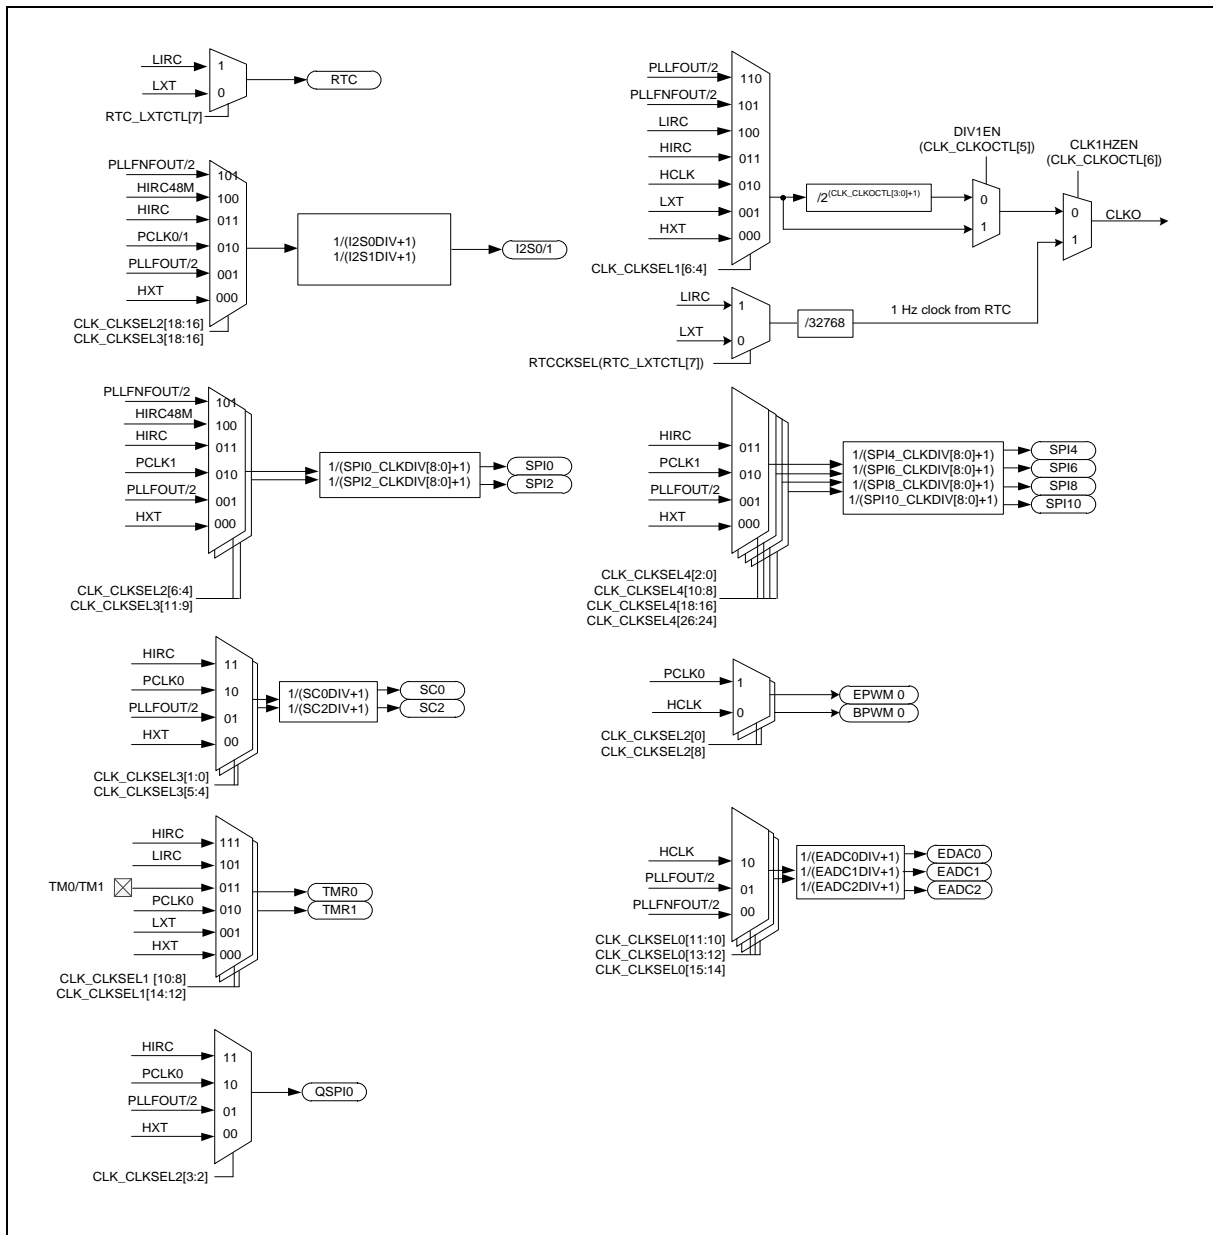 LIRC
1
LXT
0
RTC
RTC_LXTCTL[7]
PLLFNFOUT/2
101
HIRC48M
100
HIRC
011
PCLK0/1
010
PLLFOUT/2
001
HXT
000
1/(I2S0DIV+1)
1/(I2S1DIV+1)
I2S0/1
CLK_CLKSEL2[18:16]
CLK_CLKSEL3[18:16]
PLLFNFOUT/2
101
HIRC48M
100
HIRC
011
PCLK1
010
PLLFOUT/2
001
HXT
000
1/(SPI0_CLKDIV[8:0]+1)
1/(SPI2_CLKDIV[8:0]+1)
SPI0
SPI2
CLK_CLKSEL2[6:4]
CLK_CLKSEL3[11:9]
HIRC
11
PCLK0
10
PLLFOUT/2
01
HXT
00
1/(SC0DIV+1)
1/(SC2DIV+1)
SC0
SC2
CLK_CLKSEL3[1:0]
CLK_CLKSEL3[5:4]
HIRC
111
LIRC
101
TM0/TM1
011
PCLK0
010
LXT
001
HXT
000
TMR0
TMR1
CLK_CLKSEL1 [10:8]
CLK_CLKSEL1[14:12]
HIRC
11
PCLK0
10
PLLFOUT/2
01
HXT
00
QSPI0
CLK_CLKSEL2[3:2]
PLLFOUT/2
110
PLLFNFOUT/2
101
LIRC
100
HIRC
011
HCLK
010
LXT
001
HXT
000
CLK_CLKSEL1[6:4]
/2(CLK_CLKOCTL[3:0]+1)
DIV1EN
(CLK_CLKOCTL[5])
0
1
CLK1HZEN
(CLK_CLKOCTL[6])
0
1
CLKO
LIRC
1
LXT
0
/32768
1 Hz clock from RTC
RTCCKSEL(RTC_LXTCTL[7])
HIRC
011
PCLK1
010
PLLFOUT/2
001
HXT
000
1/(SPI4_CLKDIV[8:0]+1)
1/(SPI6_CLKDIV[8:0]+1)
1/(SPI8_CLKDIV[8:0]+1)
1/(SPI10_CLKDIV[8:0]+1)
SPI4
SPI6
SPI8
SPI10
CLK_CLKSEL4[2:0]
CLK_CLKSEL4[10:8]
CLK_CLKSEL4[18:16]
CLK_CLKSEL4[26:24]
PCLK0
1
HCLK
0
EPWM 0
BPWM 0
CLK_CLKSEL2[0]
CLK_CLKSEL2[8]
HCLK
10
PLLFOUT/2
01
PLLFNFOUT/2
00
1/(EADC0DIV+1)
1/(EADC1DIV+1)
1/(EADC2DIV+1)
EDAC0
EADC1
EADC2
CLK_CLKSEL0[11:10]
CLK_CLKSEL0[13:12]
CLK_CLKSEL0[15:14]